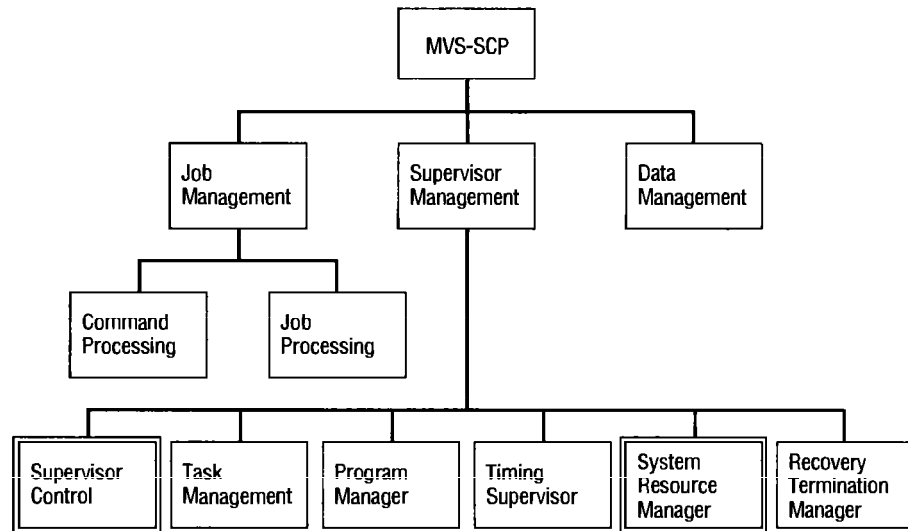 MVS-SCP
Job
Management
Supervisor
Management
Data
Management
Command
Processing
Job
Processing
Supervisor
Control
Task
Management
Program
Manager
Timing
Supervisor
System
Resource
Manager
Recovery
Termination
Manager